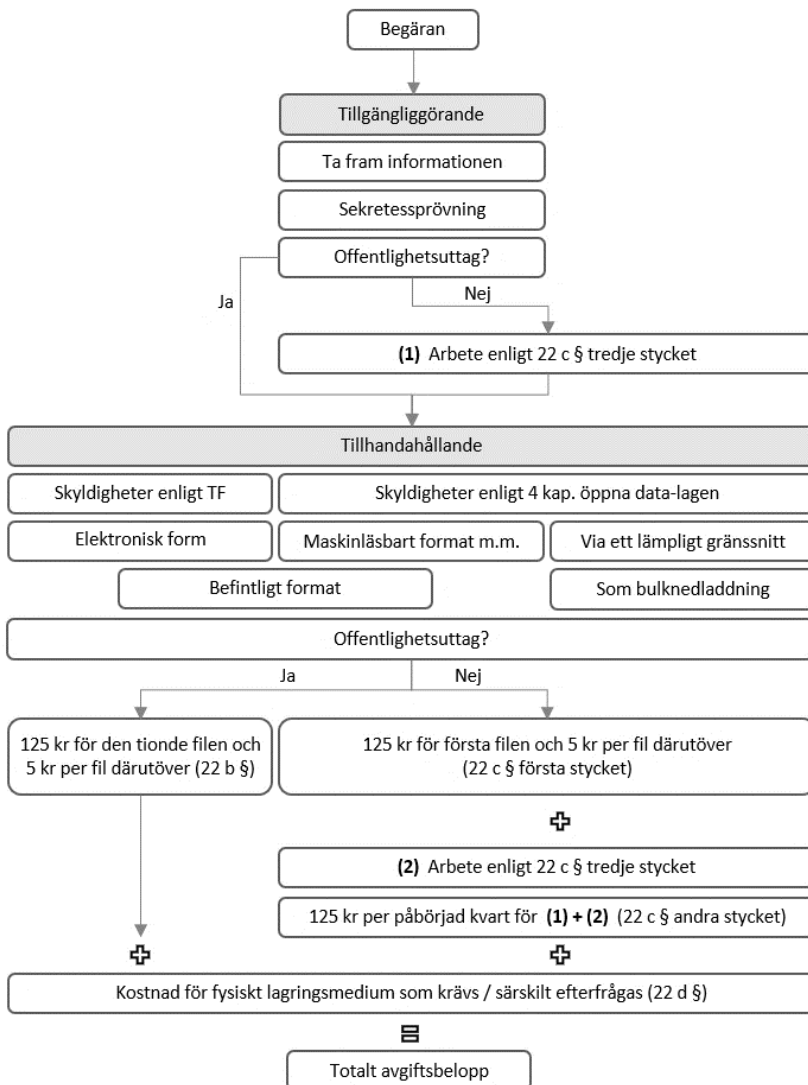 Begäran
Tillgängliggörande
Ta fram informationen
Sekretessprövning
Offentlighetsuttag?
Ja
Nej
(1) Arbete enligt 22 c § tredje stycket
Tillhandahållande
Skyldigheter enligt TF
Skyldigheter enligt 4 kap. öppna data-lagen
Elektronisk form
Maskinläsbart format m.m.
Via ett lämpligt gränssnitt
Befintligt format
Som bulknedladdning
Offentlighetsuttag?
Ja
Nej
125 kr för den tionde filen och
5 kr per fil därutöver (22 b §)
125 kr för första filen och 5 kr per fil därutöver
(22 c § första stycket)
(2) Arbete enligt 22 c § tredje stycket
125 kr per påbörjad kvart för (1) + (2) (22 c § andra stycket)
Kostnad för fysiskt lagringsmedium som krävs / särskilt efterfrågas (22 d §)
Totalt avgiftsbelopp